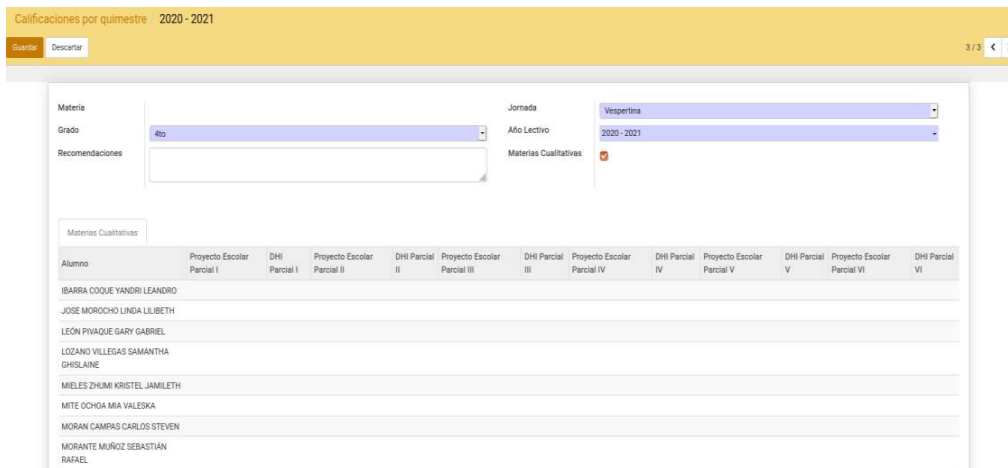 Calificaciones por quimestre / 2020 - 2021
Guardar Descartar 3 / 3
Materia Jornada Vespertina
Grado 4to Año Lectivo 2020 - 2021
Recomendaciones Materias Cualitativas
Materias Cualitativas
Alumno Proyecto Escolar Parcial I DHI Parcial I Proyecto Escolar Parcial II DHI Parcial II Proyecto Escolar Parcial III DHI Parcial III Proyecto Escolar Parcial IV DHI Parcial IV Proyecto Escolar Parcial V DHI Parcial V Proyecto Escolar Parcial VI DHI Parcial VI
IBARRA COQUE YANDRI LEANDRO
JOSE MOROCHO LINDA LILIBETH
LEÓN PIVAQUE GARY GABRIEL
LOZANO VILLEGAS SAMANTHA
GHISLAINE
MIELES ZHUMI KRISTEL JAMILETH
MITE OCHOA MIA VALESKA
MORAN CAMPAS CARLOS STEVEN
MORANTE MUÑOZ SEBASTIÁN
RAFAEL